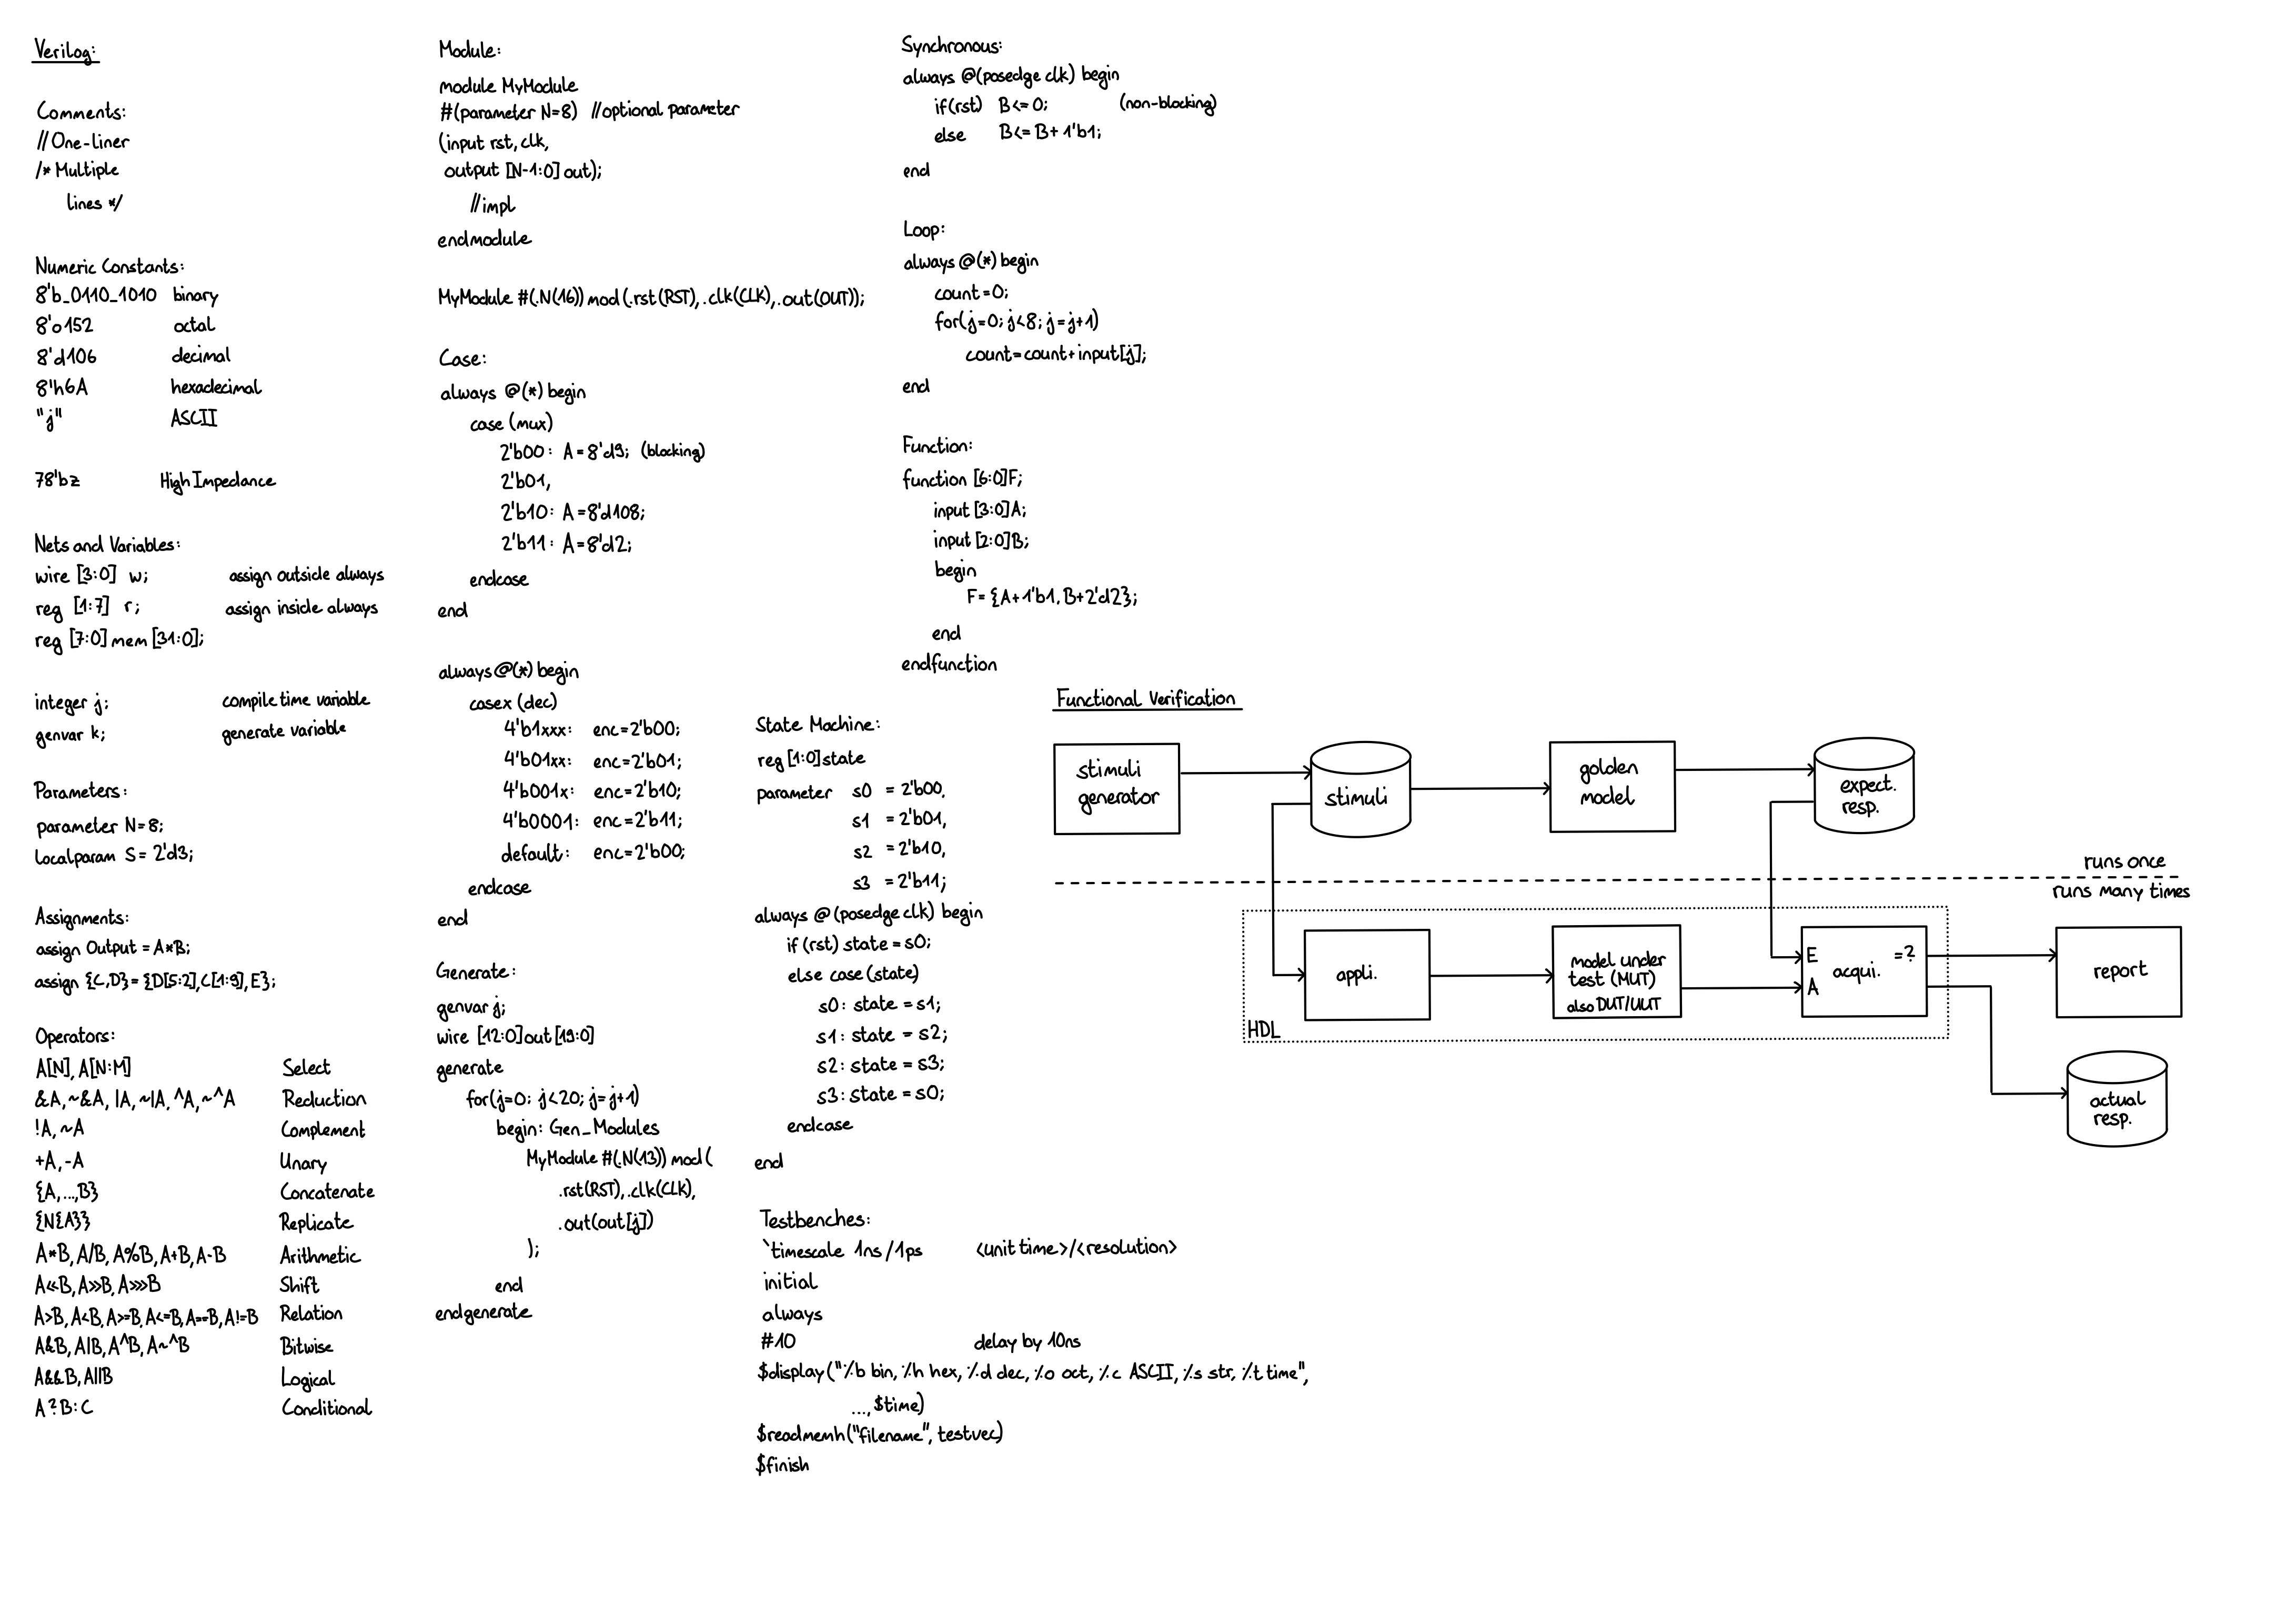 Verilog:
Comments:
//One-liner
/* Multiple
lines */
Numeric Constants:
8'b_0110_1010 binary
8'o152 octal
8'd106 decimal
8'h6A hexadecimal
"j" ASCII
78'bz High Impedance
Nets and Variables:
wire [3:0] w; assign outside always
reg [1:7] r; assign inside always
reg [7:0] mem [31:0];
integer j; compile time variable
genvar k; generate variable
Parameters:
parameter N=8;
localparam S = 2'd3;
Assignments:
assign Output = A*B;
assign {C,D} = {D[5:2],C[1:9],E};
Operators:
A[N], A[N:M] Select
&A, ~&A, |A, ~|A, ^A, ~^A Reduction
!A, ~A Complement
+A, -A Unary
{A,...,B} Concatenate
{N{A}} Replicate
A*B, A/B, A%B, A+B, A-B Arithmetic
A<<B, A>>B, A>>>B Shift
A>B, A<B, A>=B, A<=B, A==B, A!=B Relation
A&B, A|B, A^B, A~^B Bitwise
A&&B, A||B Logical
A?B:C Conditional
Module:
module MyModule
#(parameter N=8) //optional parameter
(input rst, clk,
output [N-1:0] out);
//impl
endmodule
MyModule #(.N(16)) mod (.rst(RST), .clk(CLK), .out(OUT));
Case:
always @(*) begin
case (mux)
2'b00: A = 8'd9; (blocking)
2'b01,
2'b10: A = 8'd108;
2'b11: A = 8'd2;
endcase
end
always @(*) begin
casex (dec)
4'b1xxx: enc=2'b00;
4'b01xx: enc=2'b01;
4'b001x: enc=2'b10;
4'b0001: enc=2'b11;
default: enc=2'b00;
endcase
end
Generate:
genvar j;
wire [12:0] out [19:0]
generate
for(j=0; j<20; j=j+1)
begin: Gen_Modules
MyModule #(.N(13)) mod (
.rst(RST), .clk(CLK),
.out(out[j])
);
end
endgenerate
Synchronous:
always @(posedge clk) begin
if(rst) B<=0; (non-blocking)
else B<= B+1'b1;
end
Loop:
always @(*) begin
count=0;
for(j=0; j<8; j=j+1)
count=count+input[j];
end
Function:
function [6:0]F;
input [3:0]A;
input [2:0]B;
begin
F = {A+1'b1, B+2'd2};
end
endfunction
State Machine:
reg [1:0] state
parameter s0 = 2'b00,
s1 = 2'b01,
s2 = 2'b10,
s3 = 2'b11;
always @ (posedge clk) begin
if (rst) state = s0;
else case (state)
s0: state = s1;
s1: state = s2;
s2: state = s3;
s3: state = s0;
endcase
end
Testbenches:
`timescale 1ns/1ps <unit time>/<resolution>
initial
always
#10 delay by 10ns
$display("%b bin, %h hex, %d dec, %o oct, %c ASCII, %s str, %t time",
..., $time)
$readmemh("filename", testvec)
$finish
Functional Verification
stimuli
generator
stimuli
golden
model
expect.
resp.
runs once
runs many times
HDL
appli.
model under
test (MUT)
also DUT/UUT
E =?
acqui.
A
report
actual
resp.